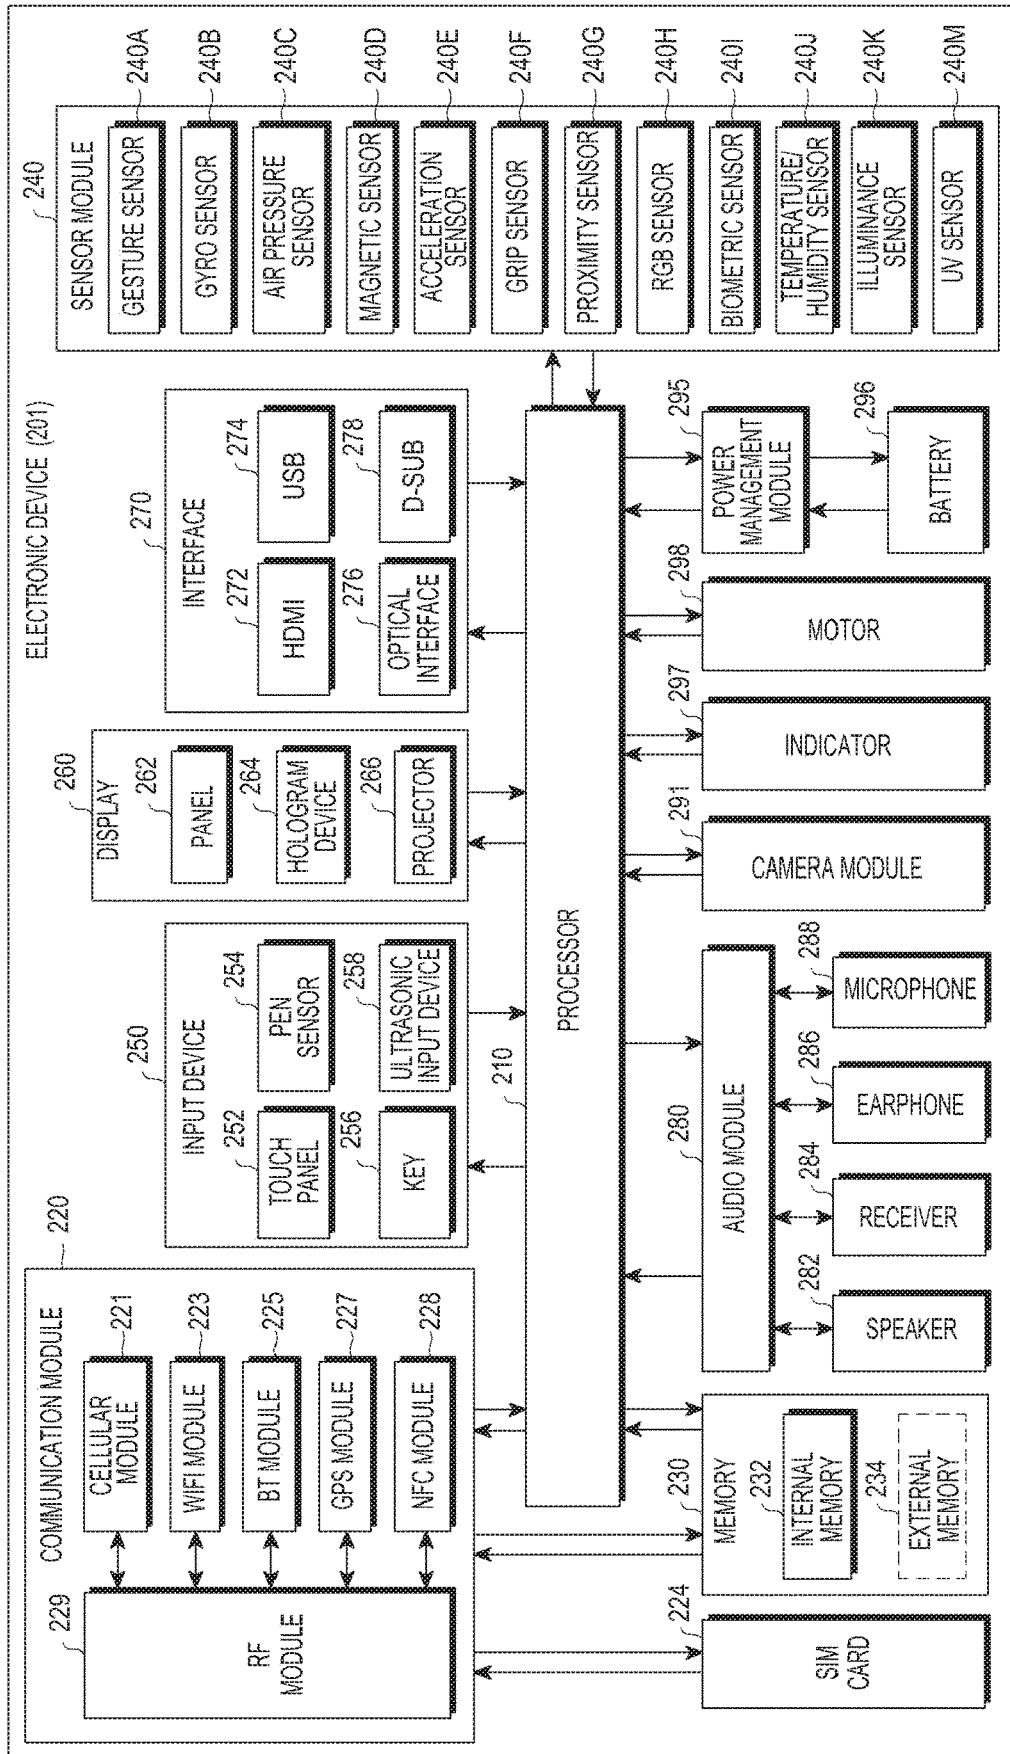 ELECTRONIC DEVICE (201)
COMMUNICATION MODULE
220
229
RF
MODULE
CELLULAR
MODULE
221
WIFI MODULE
223
BT MODULE
225
GPS MODULE
227
NFC MODULE
228
INPUT DEVICE
250
252
TOUCH
PANEL
254
PEN
SENSOR
256
KEY
258
ULTRASONIC
INPUT DEVICE
DISPLAY
260
262
PANEL
264
HOLOGRAM
DEVICE
266
PROJECTOR
INTERFACE
270
272
HDMI
274
USB
276
OPTICAL
INTERFACE
278
D-SUB
240
SENSOR MODULE
GESTURE SENSOR
240A
GYRO SENSOR
240B
AIR PRESSURE
SENSOR
240C
MAGNETIC SENSOR
240D
ACCELERATION
SENSOR
240E
GRIP SENSOR
240F
PROXIMITY SENSOR
240G
RGB SENSOR
240H
BIOMETRIC SENSOR
240I
TEMPERATURE/
HUMIDITY SENSOR
240J
ILLUMINANCE
SENSOR
240K
UV SENSOR
240M
210
PROCESSOR
224
SIM
CARD
230
MEMORY
232
INTERNAL
MEMORY
234
EXTERNAL
MEMORY
280
AUDIO MODULE
282
SPEAKER
284
RECEIVER
286
EARPHONE
288
MICROPHONE
291
CAMERA MODULE
297
INDICATOR
298
MOTOR
295
POWER
MANAGEMENT
MODULE
296
BATTERY